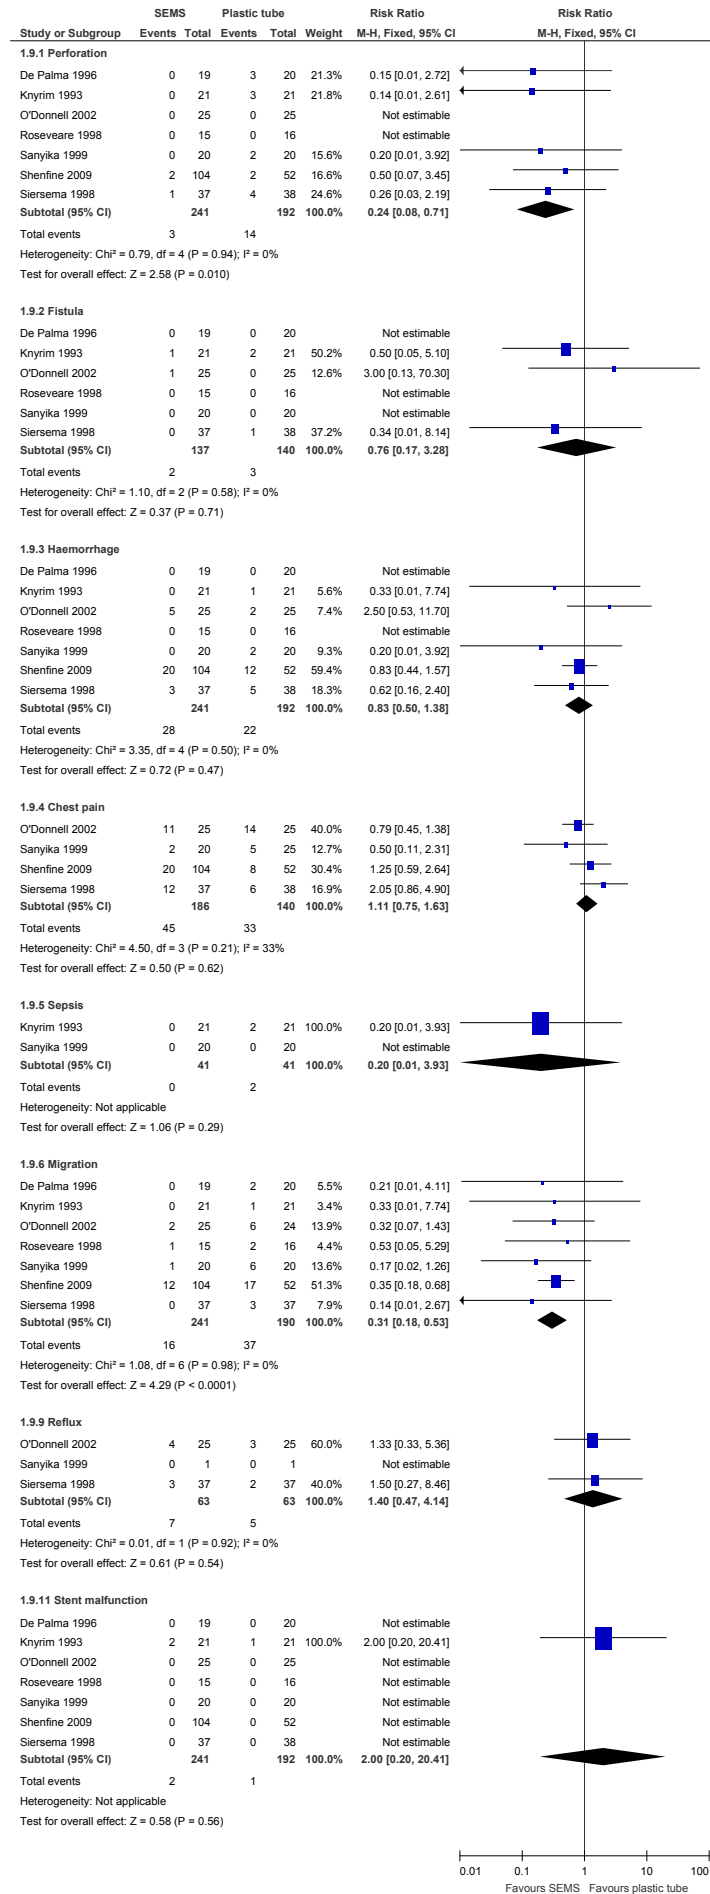 SEMS Plastic tube Risk Ratio Risk Ratio
Study or Subgroup Events Total Events Total Weight M-H, Fixed, 95% CI M-H, Fixed, 95% CI
1.9.1 Perforation
De Palma 1996 0 19 3 20 21.3% 0.15 [0.01, 2.72]
Knyrim 1993 0 21 3 21 21.8% 0.14 [0.01, 2.61]
O'Donnell 2002 0 25 0 25 Not estimable
Roseveare 1998 0 15 0 16 Not estimable
Sanyika 1999 0 20 2 20 15.6% 0.20 [0.01, 3.92]
Shenfine 2009 2 104 2 52 16.6% 0.50 [0.07, 3.45]
Siersema 1998 1 37 4 38 24.6% 0.26 [0.03, 2.19]
Subtotal (95% CI) 241 192 100.0% 0.24 [0.08, 0.71]
Total events 3 14
Heterogeneity: Chi² = 0.79, df = 4 (P = 0.94); I² = 0%
Test for overall effect: Z = 2.58 (P = 0.010)
1.9.2 Fistula
De Palma 1996 0 19 0 20 Not estimable
Knyrim 1993 1 21 2 21 50.2% 0.50 [0.05, 5.10]
O'Donnell 2002 1 25 0 25 12.6% 3.00 [0.13, 70.30]
Roseveare 1998 0 15 0 16 Not estimable
Sanyika 1999 0 20 0 20 Not estimable
Siersema 1998 0 37 1 38 37.2% 0.34 [0.01, 8.14]
Subtotal (95% CI) 137 140 100.0% 0.76 [0.17, 3.28]
Total events 2 3
Heterogeneity: Chi² = 1.10, df = 2 (P = 0.58); I² = 0%
Test for overall effect: Z = 0.37 (P = 0.71)
1.9.3 Haemorrhage
De Palma 1996 0 19 0 20 Not estimable
Knyrim 1993 0 21 1 21 5.6% 0.33 [0.01, 7.74]
O'Donnell 2002 5 25 2 25 7.4% 2.50 [0.53, 11.70]
Roseveare 1998 0 15 0 16 Not estimable
Sanyika 1999 0 20 2 20 9.3% 0.20 [0.01, 3.92]
Shenfine 2009 20 104 12 52 59.4% 0.83 [0.44, 1.57]
Siersema 1998 3 37 5 38 18.3% 0.62 [0.16, 2.40]
Subtotal (95% CI) 241 192 100.0% 0.83 [0.50, 1.38]
Total events 28 22
Heterogeneity: Chi² = 3.35, df = 4 (P = 0.50); I² = 0%
Test for overall effect: Z = 0.72 (P = 0.47)
1.9.4 Chest pain
O'Donnell 2002 11 25 14 25 40.0% 0.79 [0.45, 1.38]
Sanyika 1999 2 20 5 25 12.7% 0.50 [0.11, 2.31]
Shenfine 2009 20 104 8 52 30.4% 1.25 [0.59, 2.64]
Siersema 1998 12 37 6 38 16.9% 2.05 [0.86, 4.90]
Subtotal (95% CI) 186 140 100.0% 1.11 [0.75, 1.63]
Total events 45 33
Heterogeneity: Chi² = 4.50, df = 3 (P = 0.21); I² = 33%
Test for overall effect: Z = 0.50 (P = 0.62)
1.9.5 Sepsis
Knyrim 1993 0 21 2 21 100.0% 0.20 [0.01, 3.93]
Sanyika 1999 0 20 0 20 Not estimable
Subtotal (95% CI) 41 41 100.0% 0.20 [0.01, 3.93]
Total events 0 2
Heterogeneity: Not applicable
Test for overall effect: Z = 1.06 (P = 0.29)
1.9.6 Migration
De Palma 1996 0 19 2 20 5.5% 0.21 [0.01, 4.11]
Knyrim 1993 0 21 1 21 3.4% 0.33 [0.01, 7.74]
O'Donnell 2002 2 25 6 24 13.9% 0.32 [0.07, 1.43]
Roseveare 1998 1 15 2 16 4.4% 0.53 [0.05, 5.29]
Sanyika 1999 1 20 6 20 13.6% 0.17 [0.02, 1.26]
Shenfine 2009 12 104 17 52 51.3% 0.35 [0.18, 0.68]
Siersema 1998 0 37 3 37 7.9% 0.14 [0.01, 2.67]
Subtotal (95% CI) 241 190 100.0% 0.31 [0.18, 0.53]
Total events 16 37
Heterogeneity: Chi² = 1.08, df = 6 (P = 0.98); I² = 0%
Test for overall effect: Z = 4.29 (P < 0.0001)
1.9.9 Reflux
O'Donnell 2002 4 25 3 25 60.0% 1.33 [0.33, 5.36]
Sanyika 1999 0 1 0 1 Not estimable
Siersema 1998 3 37 2 37 40.0% 1.50 [0.27, 8.46]
Subtotal (95% CI) 63 63 100.0% 1.40 [0.47, 4.14]
Total events 7 5
Heterogeneity: Chi² = 0.01, df = 1 (P = 0.92); I² = 0%
Test for overall effect: Z = 0.61 (P = 0.54)
1.9.11 Stent malfunction
De Palma 1996 0 19 0 20 Not estimable
Knyrim 1993 2 21 1 21 100.0% 2.00 [0.20, 20.41]
O'Donnell 2002 0 25 0 25 Not estimable
Roseveare 1998 0 15 0 16 Not estimable
Sanyika 1999 0 20 0 20 Not estimable
Shenfine 2009 0 104 0 52 Not estimable
Siersema 1998 0 37 0 38 Not estimable
Subtotal (95% CI) 241 192 100.0% 2.00 [0.20, 20.41]
Total events 2 1
Heterogeneity: Not applicable
Test for overall effect: Z = 0.58 (P = 0.56)
0.01 0.1 1 10 100
Favours SEMS Favours plastic tube